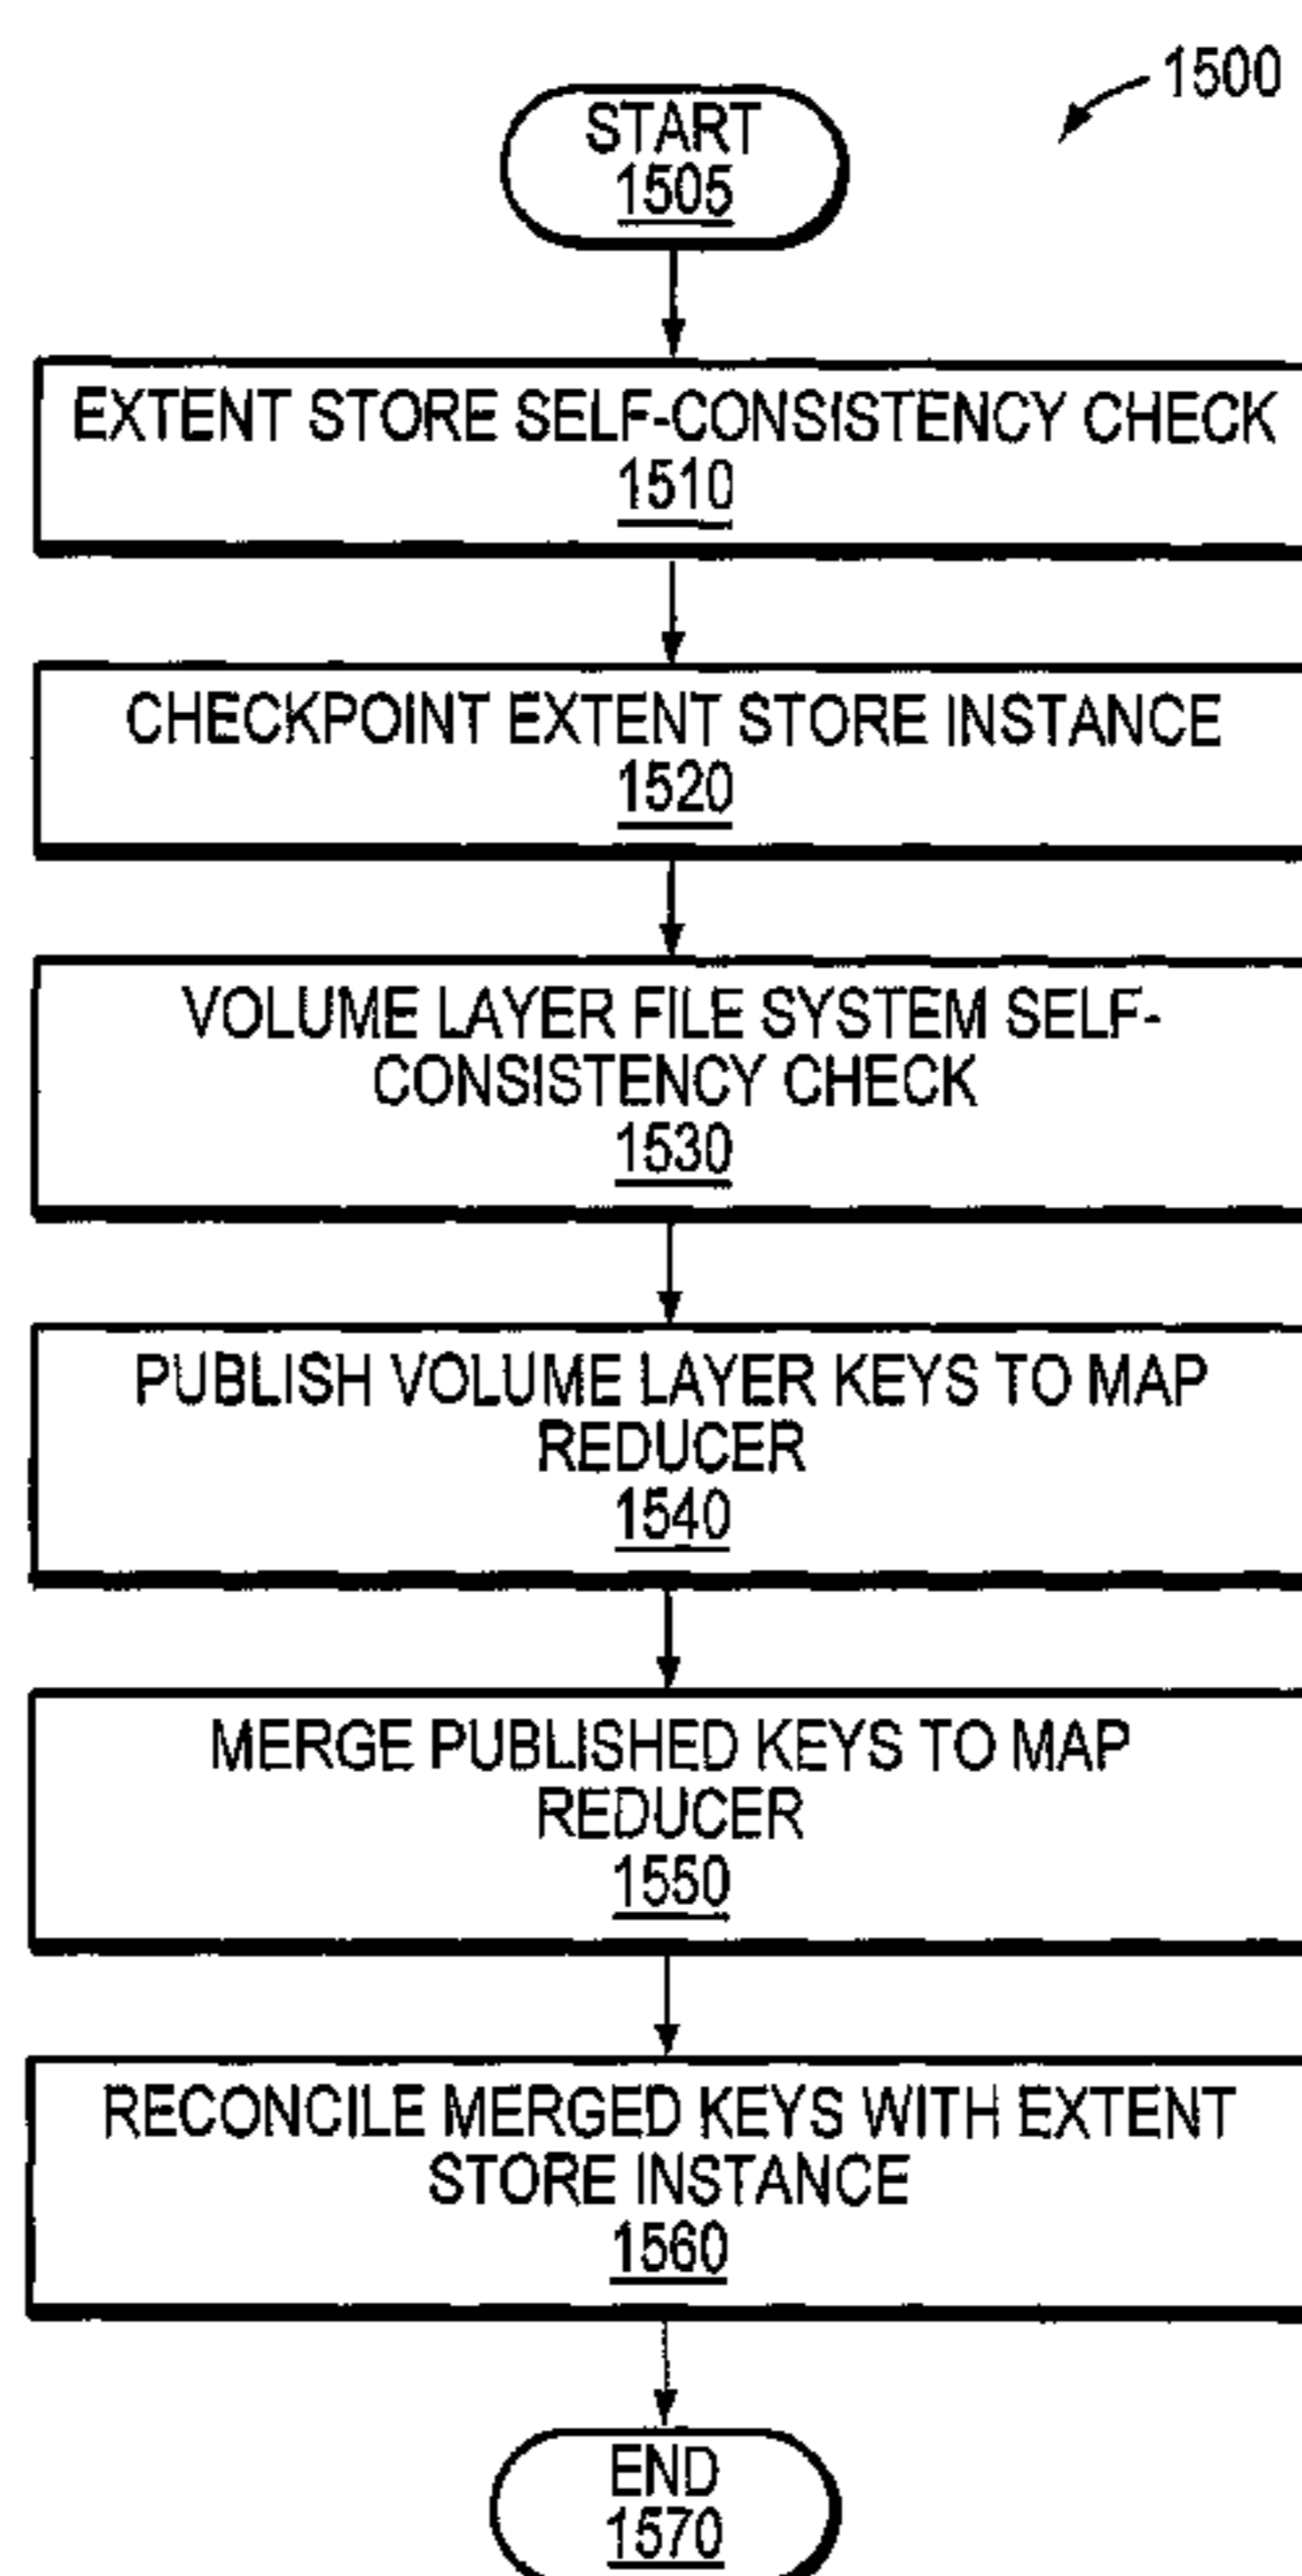 1500
START
1505
EXTENT STORE SELF-CONSISTENCY CHECK
1510
CHECKPOINT EXTENT STORE INSTANCE
1520
VOLUME LAYER FILE SYSTEM SELF-
CONSISTENCY CHECK
1530
PUBLISH VOLUME LAYER KEYS TO MAP
REDUCER
1540
MERGE PUBLISHED KEYS TO MAP
REDUCER
1550
RECONCILE MERGED KEYS WITH EXTENT
STORE INSTANCE
1560
END
1570